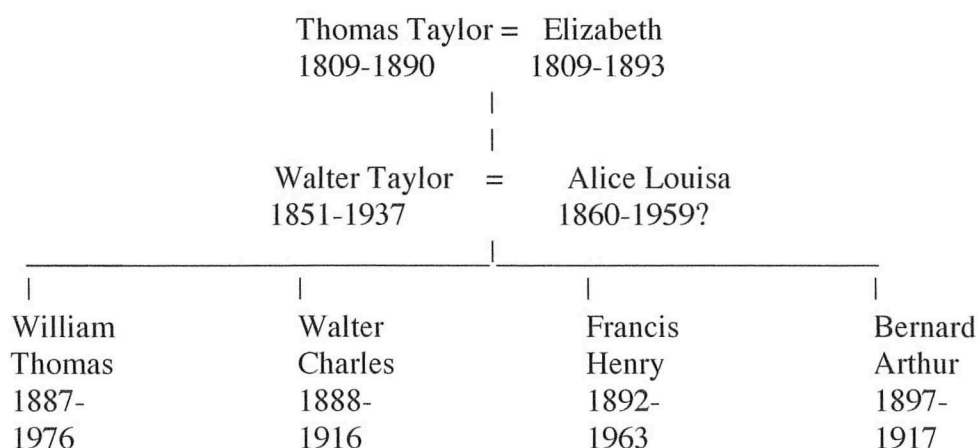 Thomas Taylor = Elizabeth
1809-1890 1809-1893
Walter Taylor = Alice Louisa
1851-1937 1860-1959?
William Walter Francis Bernard
Thomas Charles Henry Arthur
1887- 1888- 1892- 1897-
1976 1916 1963 1917